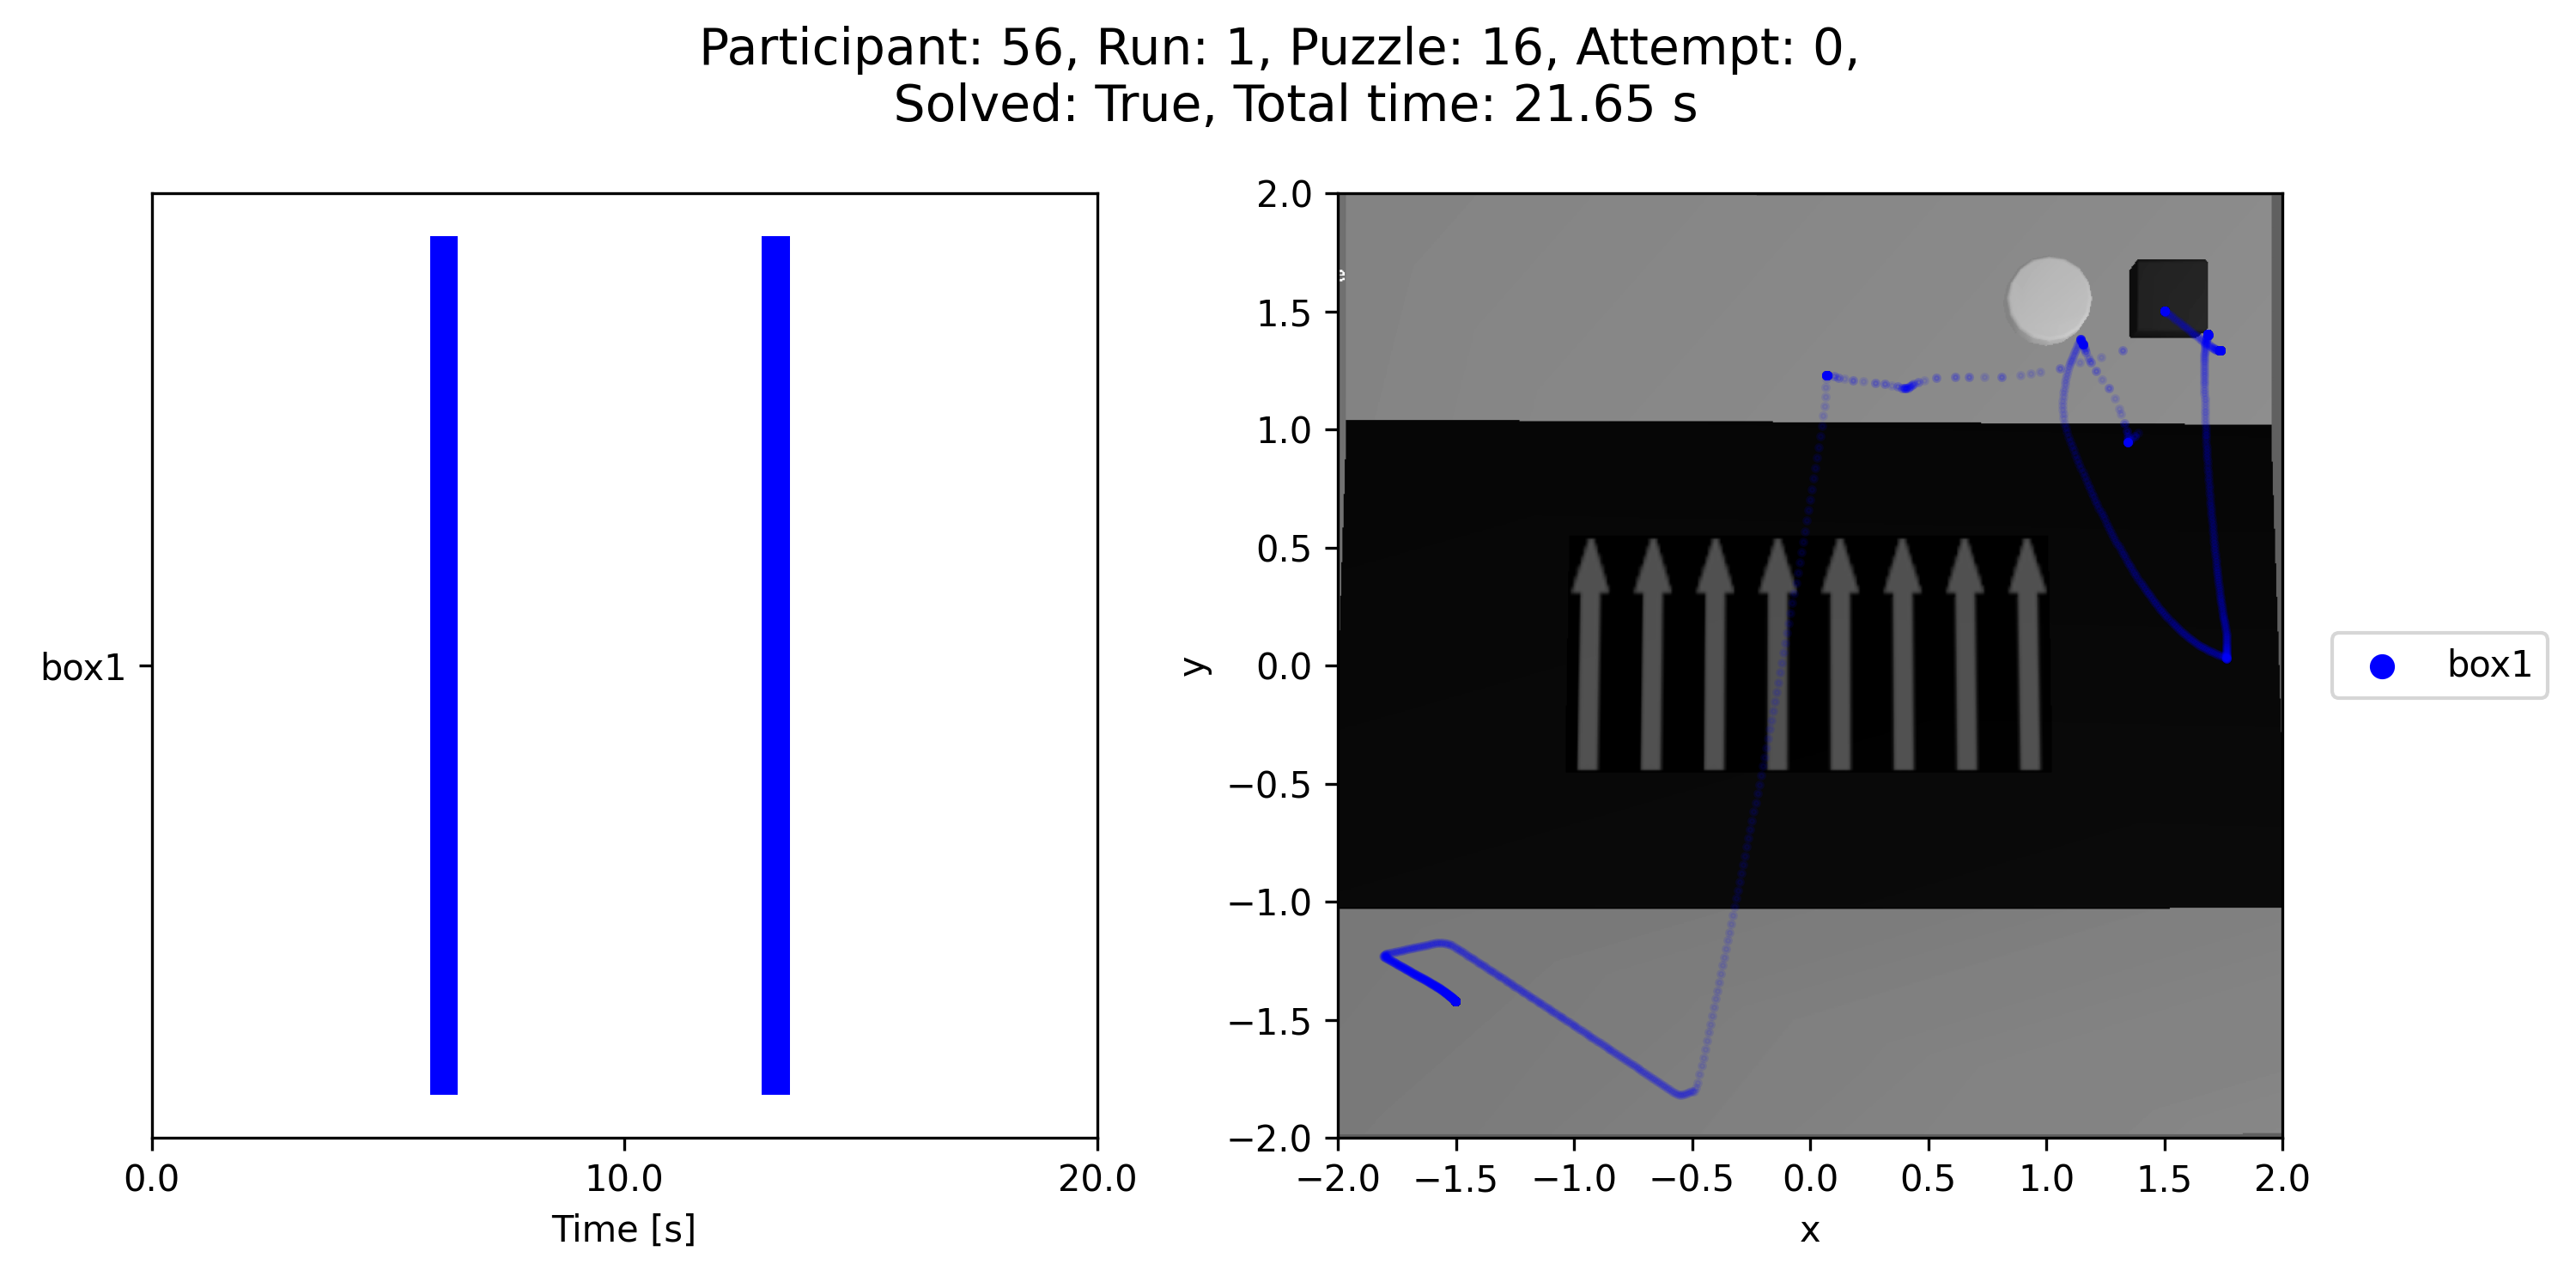 Participant: 56, Run: 1, Puzzle: 16, Attempt: 0,
Solved: True, Total time: 21.65 s
box1
0.0 10.0 20.0
Time [s]
y
2.0
1.5
1.0
0.5
0.0
−0.5
−1.0
−1.5
−2.0
−2.0 −1.5 −1.0 −0.5 0.0 0.5 1.0 1.5 2.0
x
e
box1